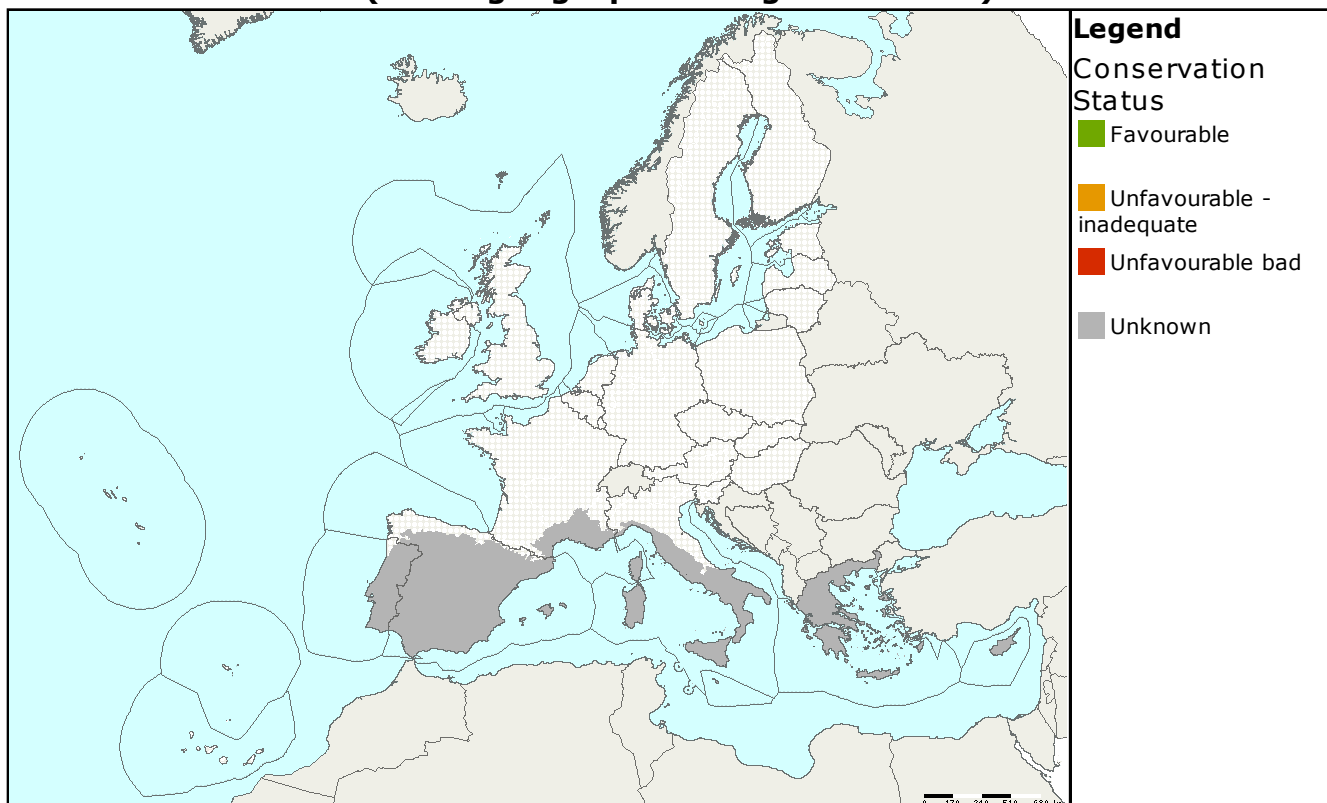 Legend
Conservation
Status
Favourable
Unfavourable -
inadequate
Unfavourable bad
Unknown